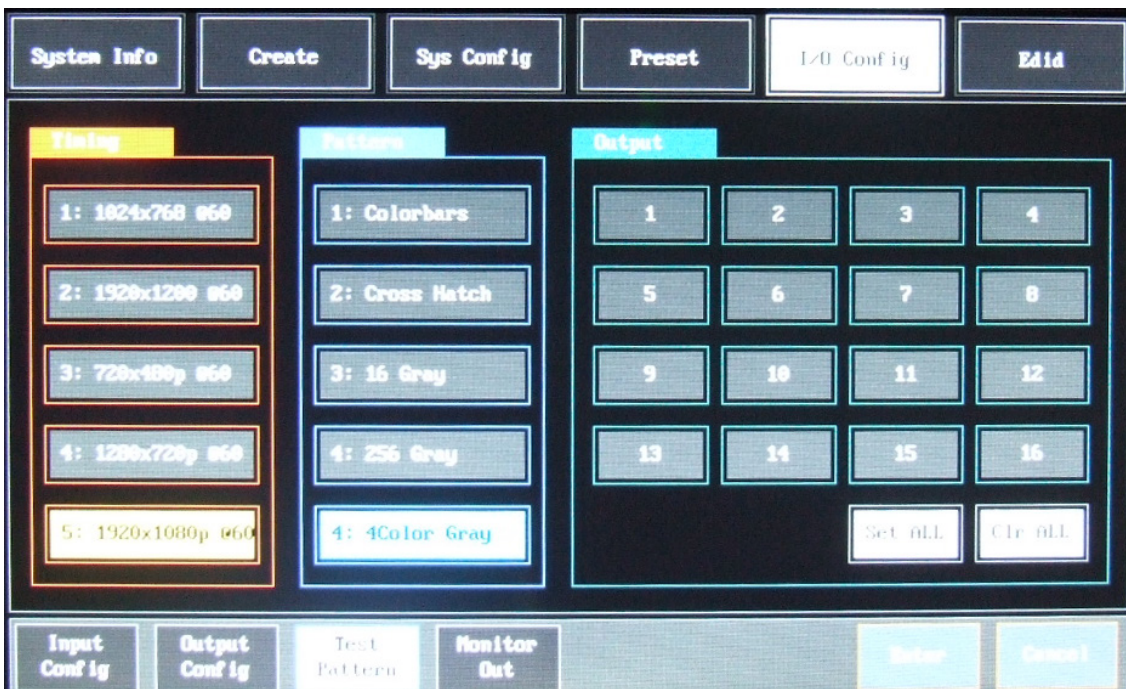 System Info
Create
Sys Config
Preset
I/O Config
Edid
Timing
Pattern
Output
1: 1024x768 @60
2: 1920x1200 @60
3: 720x480p @60
4: 1280x720p @60
5: 1920x1080p @60
1: Colorbars
2: Cross Hatch
3: 16 Gray
4: 256 Gray
4: 4Color Gray
1 2 3 4
5 6 7 8
9 10 11 12
13 14 15 16
Set ALL
Clr ALL
Input
Config
Output
Config
Test
Pattern
Monitor
Out
Enter
Cancel